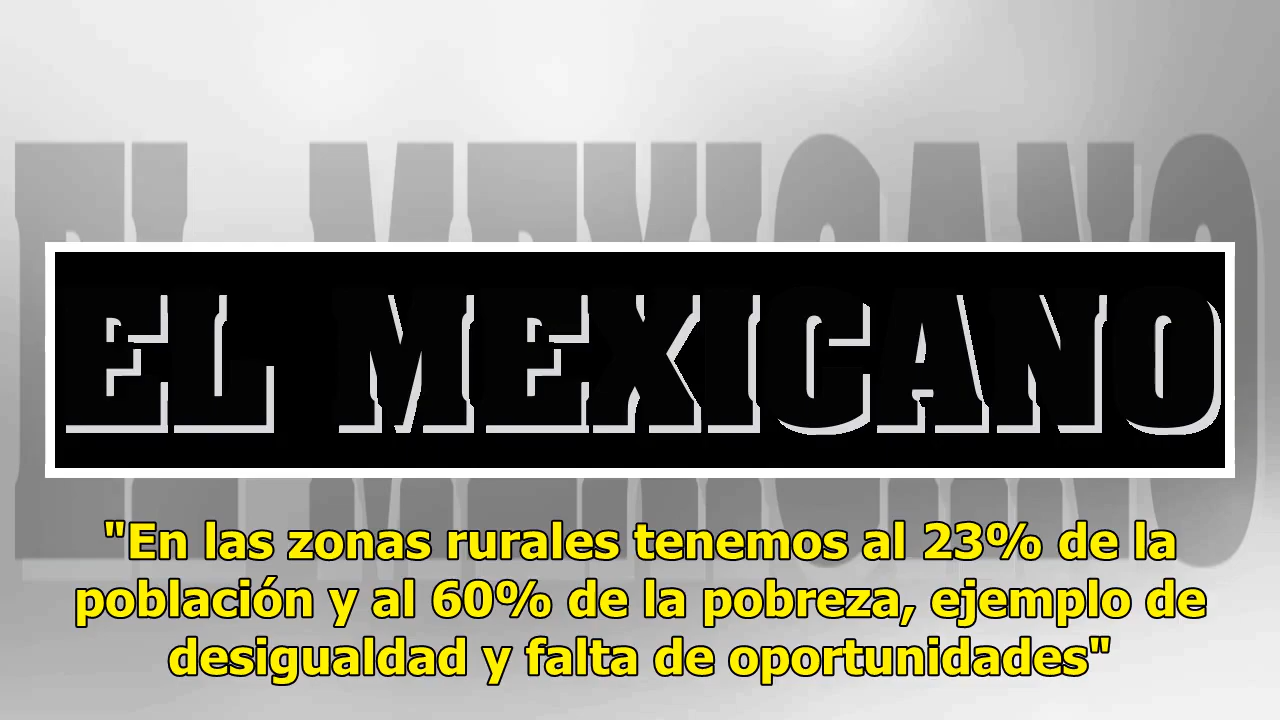 EL MEXICANO
"En las zonas rurales tenemos al 23% de la
población y al 60% de la pobreza, ejemplo de
desigualdad y falta de oportunidades"